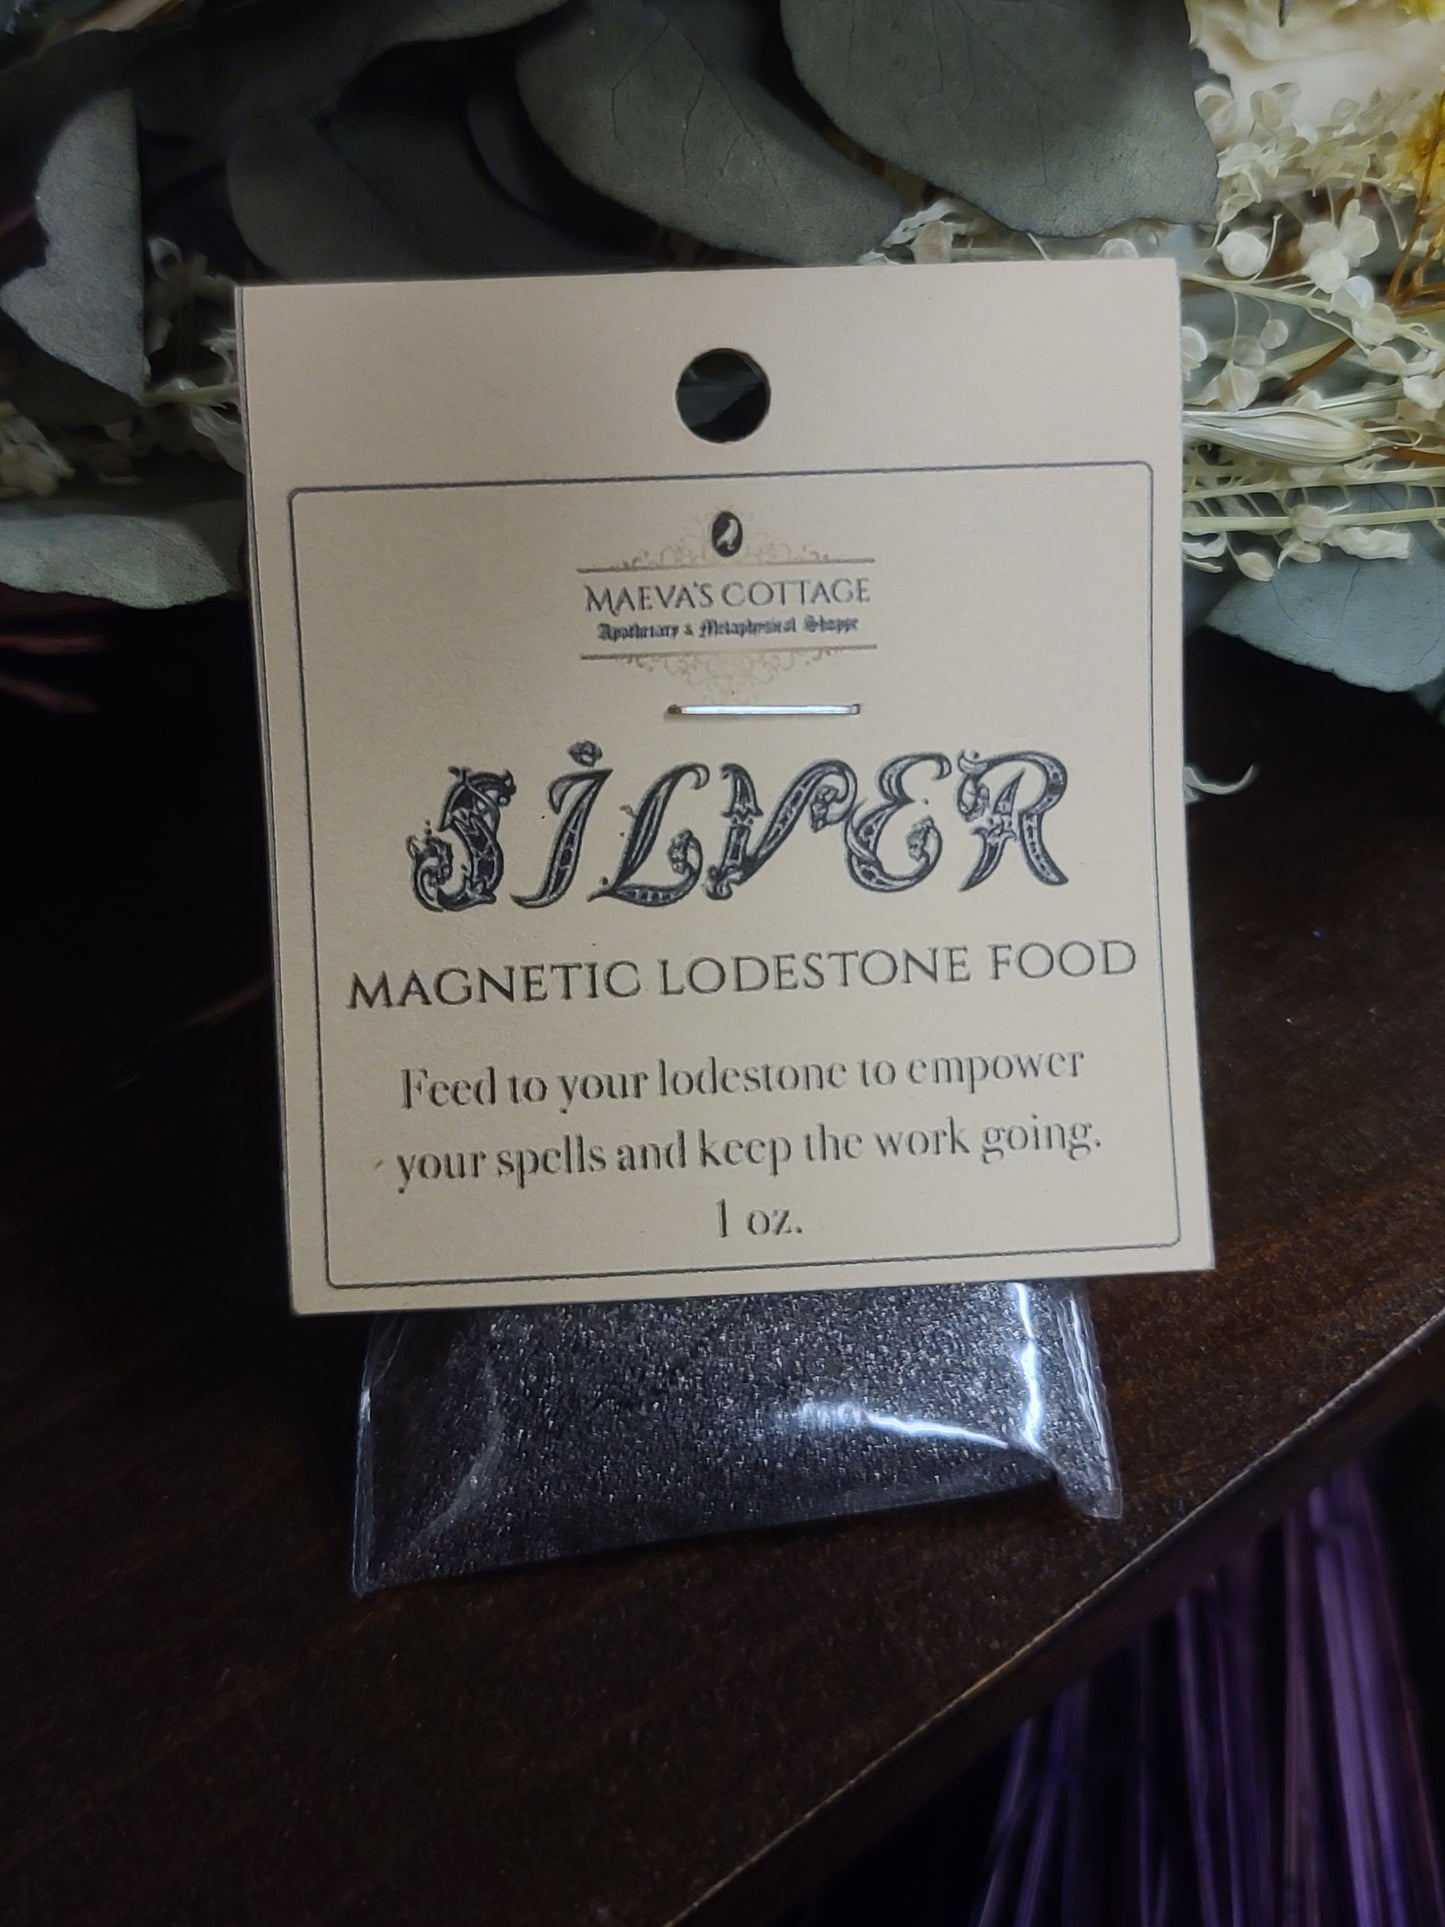 MAEVA'S COTTAGE
Apothecary & Metaphysical Shoppe
SILVER
MAGNETIC LODESTONE FOOD
Feed to your lodestone to empower
your spells and keep the work going.
1 oz.